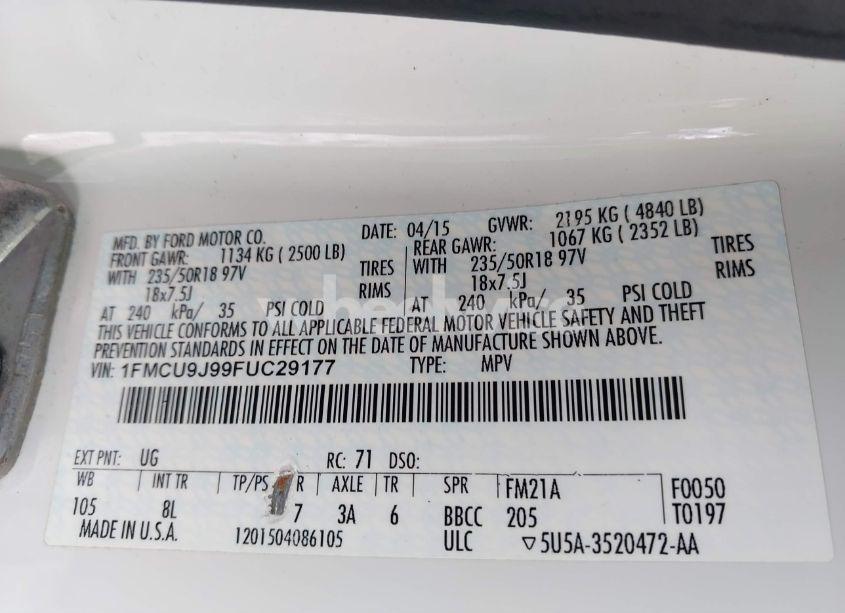 MFD. BY FORD MOTOR CO. DATE: 04/15 GVWR: 2195 KG ( 4840 LB)
FRONT GAWR: 1134 KG ( 2500 LB) REAR GAWR: 1067 KG ( 2352 LB)
WITH 235/50R18 97V TIRES WITH 235/50R18 97V TIRES
18x7.5J RIMS 18x7.5J RIMS
AT 240 kPa/ 35 PSI COLD AT 240 kPa/ 35 PSI COLD
THIS VEHICLE CONFORMS TO ALL APPLICABLE FEDERAL MOTOR VEHICLE SAFETY AND THEFT
PREVENTION STANDARDS IN EFFECT ON THE DATE OF MANUFACTURE SHOWN ABOVE.
VIN: 1FMCU9J99FUC29177 TYPE: MPV
EXT PNT: UG RC: 71 DSO:
WB INT TR TP/PS R AXLE TR SPR FM21A F0050
105 8L 7 3A 6 BBCC 205 T0197
MADE IN U.S.A. 1201504086105 ULC ▽5U5A-3520472-AA